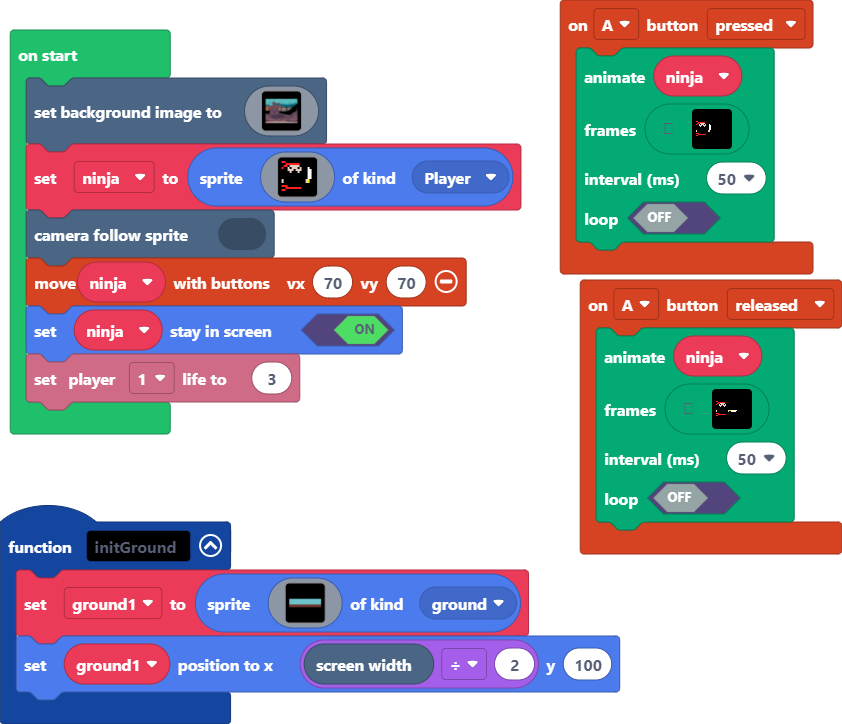 on start
set background image to
set ninja to sprite of kind Player
camera follow sprite
move ninja with buttons vx 70 vy 70
set ninja stay in screen ON
set player 1 life to 3
on A button pressed
animate ninja
frames
interval (ms) 50
loop OFF
on A button released
animate ninja
frames
interval (ms) 50
loop OFF
function initGround
set ground1 to sprite of kind ground
set ground1 position to x screen width ÷ 2 y 100